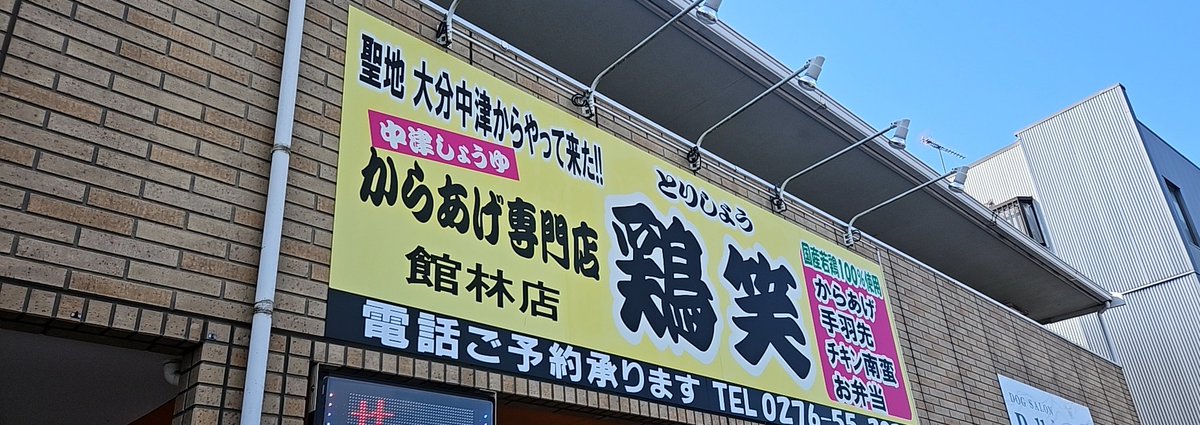 聖地 大分中津からやって来た!!
中津しょうゆ
からあげ専門店
館林店
とりしょう
鶏笑
国産若鶏100%使用
からあげ
手羽先
チキン南蛮
お弁当
電話ご予約承ります TEL 0276-55-
DOG SALON